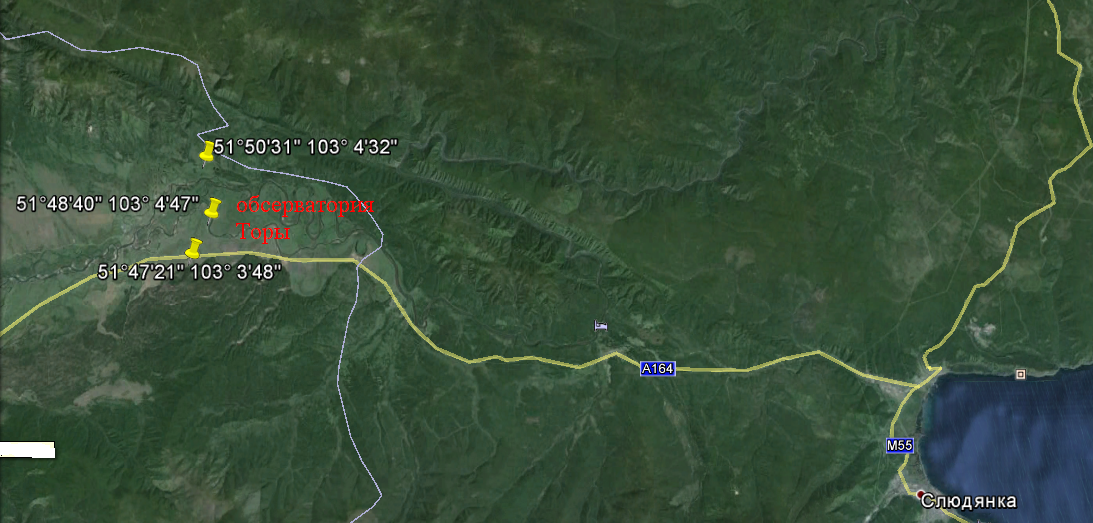 51°50'31" 103° 4'32"
51°48'40" 103° 4'47"
обсерватория
Торы
51°47'21" 103° 3'48"
A164
M55
Слюдянка